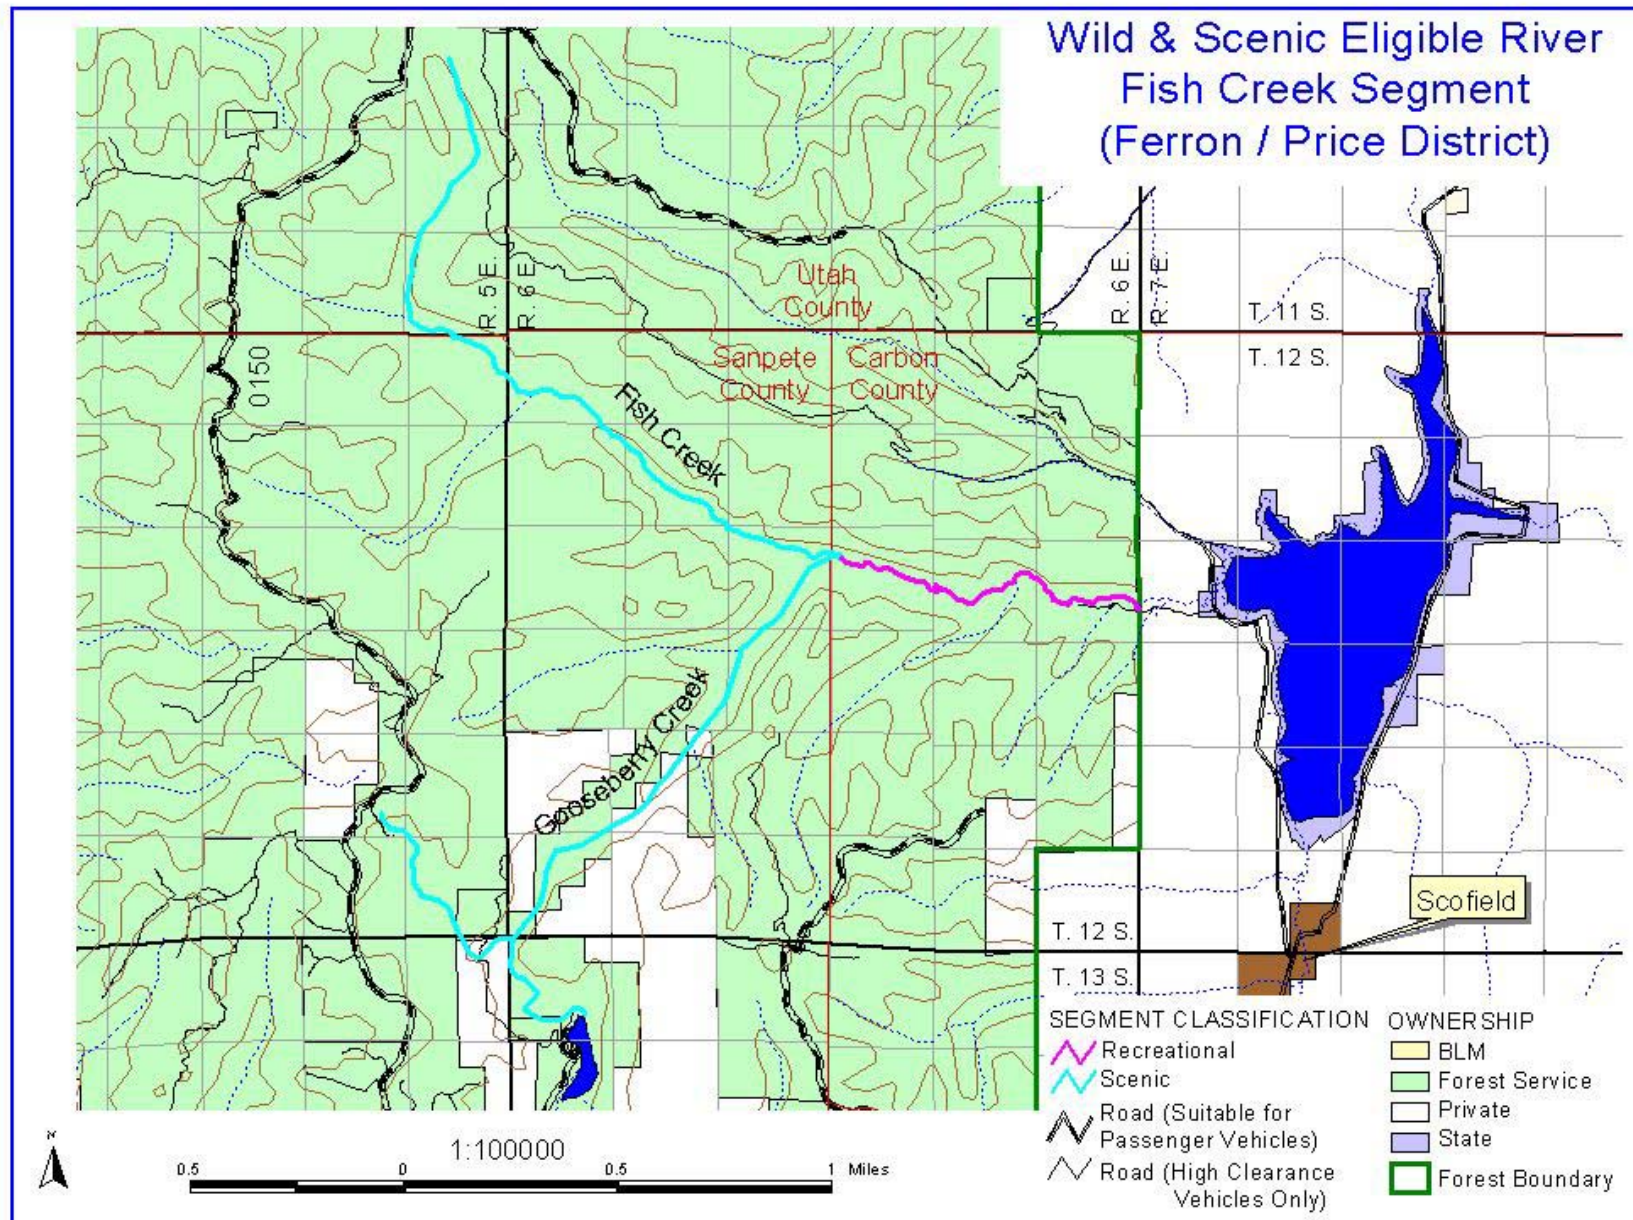 Wild & Scenic Eligible River
Fish Creek Segment
(Ferron / Price District)
R. 5 E.
R. 6 E.
Utah
County
R. 6 E.
R. 7 E.
T. 11 S.
T. 12 S.
Sanpete
County
Carbon
County
0150
Fish Creek
Gooseberry Creek
Scofield
T. 12 S.
T. 13 S.
SEGMENT CLASSIFICATION
Recreational
Scenic
Road (Suitable for
Passenger Vehicles)
Road (High Clearance
Vehicles Only)
OWNERSHIP
BLM
Forest Service
Private
State
Forest Boundary
N
1:100000
0.5 0 0.5 1 Miles